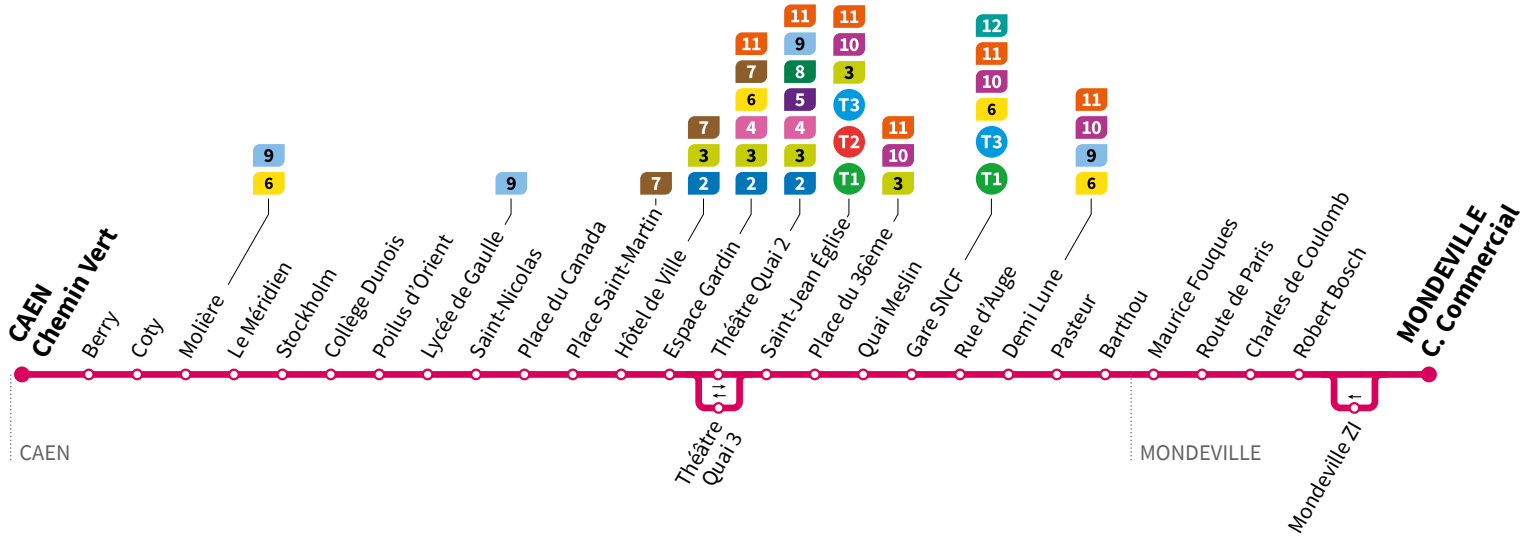 11
9
8
5
4
3
2
11
10
3
T3
T2
T1
12
11
10
6
T3
T1
11
7
6
4
3
2
11
10
9
6
7
3
2
11
10
3
9
6
9
7
CAEN
Chemin Vert
Berry
Coty
Molière
Le Méridien
Stockholm
Collège Dunois
Poilus d'Orient
Lycée de Gaulle
Saint-Nicolas
Place du Canada
Place Saint-Martin
Hôtel de Ville
Espace Gardin
Théâtre Quai 2
Saint-Jean Église
Place du 36ème
Quai Meslin
Gare SNCF
Rue d'Auge
Demi Lune
Pasteur
Barthou
Maurice Fouques
Route de Paris
Charles de Coulomb
Robert Bosch
MONDEVILLE
C. Commercial
Théâtre
Quai 3
Mondeville ZI
CAEN
MONDEVILLE